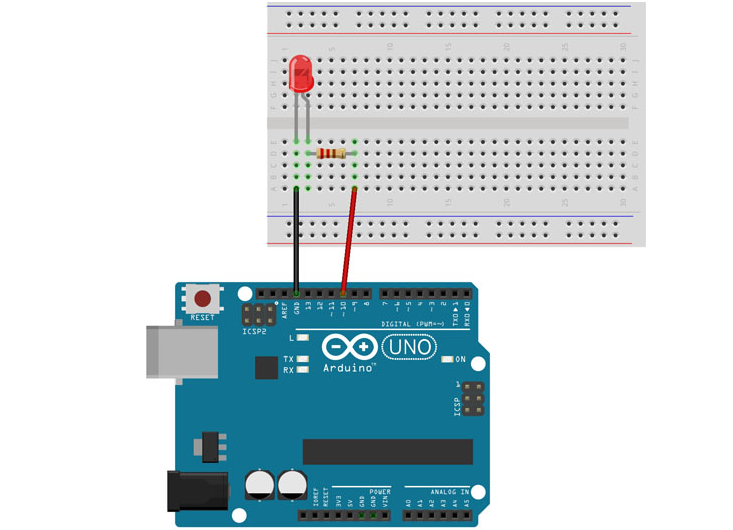 1 5 10 15 20 25 30
J J
I I
H H
G G
F F
E E
D D
C C
B B
A A
1 5 10 15 20 25 30
RESET
ICSP2
AREF
GND
13
12
~11
~10
~9
8
7
~6
~5
4
~3
2
TX0▶1
RX0◀0
DIGITAL (PWM=~)
L
TX
RX
UNO
Arduino™
ON
1
ICSP
POWER
ANALOG IN
IOREF
RESET
3V3
5V
GND
GND
VIN
A0
A1
A2
A3
A4
A5